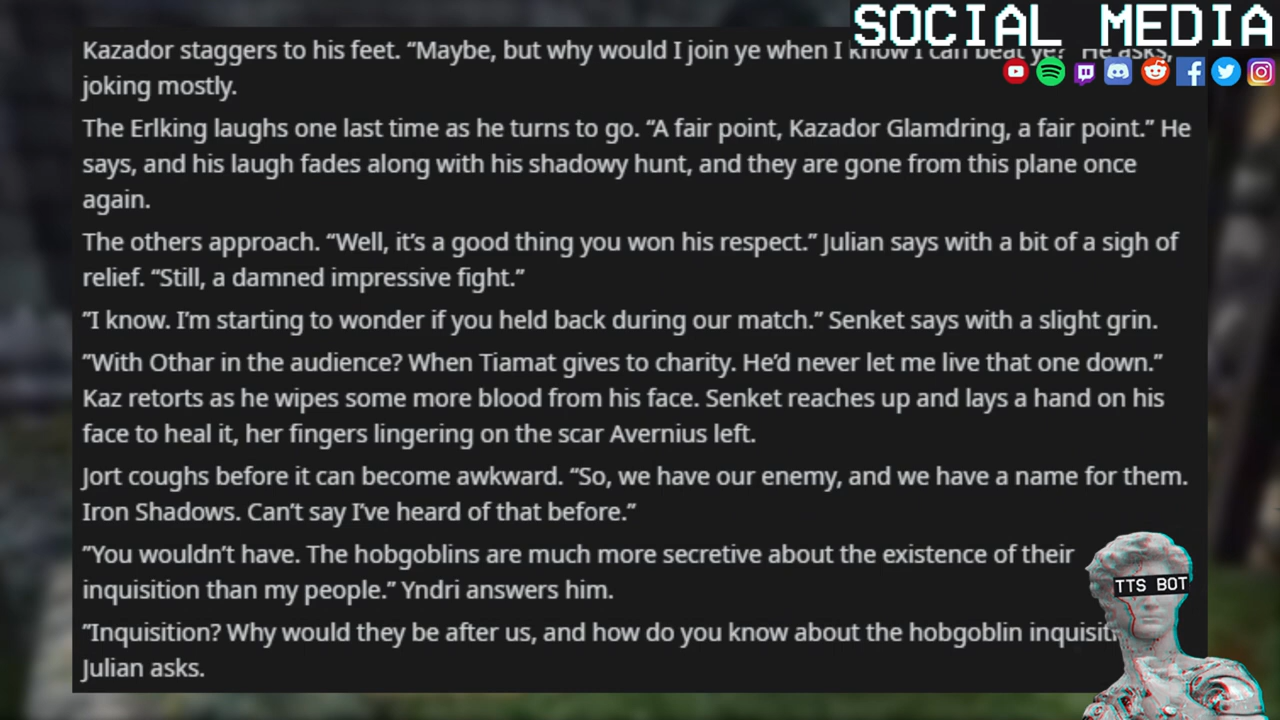 SOCIAL MEDIA
Kazador staggers to his feet. “Maybe, but why would I join ye when I know I can beat ye?” He asks,
joking mostly.
The Erlking laughs one last time as he turns to go. “A fair point, Kazador Glamdring, a fair point.” He
says, and his laugh fades along with his shadowy hunt, and they are gone from this plane once
again.
The others approach. “Well, it’s a good thing you won his respect.” Julian says with a bit of a sigh of
relief. “Still, a damned impressive fight.”
”I know. I’m starting to wonder if you held back during our match.” Senket says with a slight grin.
”With Othar in the audience? When Tiamat gives to charity. He’d never let me live that one down.”
Kaz retorts as he wipes some more blood from his face. Senket reaches up and lays a hand on his
face to heal it, her fingers lingering on the scar Avernius left.
Jort coughs before it can become awkward. “So, we have our enemy, and we have a name for them.
Iron Shadows. Can’t say I’ve heard of that before.”
”You wouldn’t have. The hobgoblins are much more secretive about the existence of their
inquisition than my people.” Yndri answers him.
”Inquisition? Why would they be after us, and how do you know about the hobgoblin
Julian asks.
TTS BOT